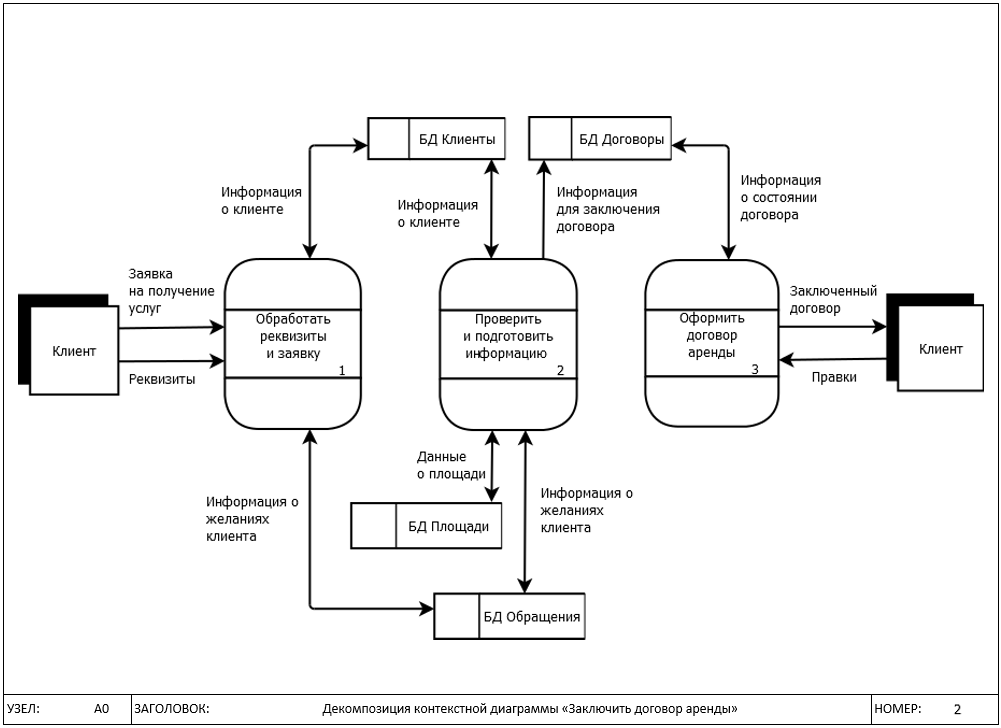 БД Клиенты
БД Договоры
Информация
о клиенте
Информация
о клиенте
Информация
для заключения
договора
Информация
о состоянии
договора
Заявка
на получение
услуг
Клиент
Реквизиты
Обработать
реквизиты
и заявку
1
Проверить
и подготовить
информацию
2
Оформить
договор
аренды
3
Заключенный
договор
Клиент
Правки
Данные
о площади
Информация о
желаниях
клиента
Информация о
желаниях
клиента
БД Площади
БД Обращения
УЗЕЛ: A0 ЗАГОЛОВОК: Декомпозиция контекстной диаграммы «Заключить договор аренды» НОМЕР: 2